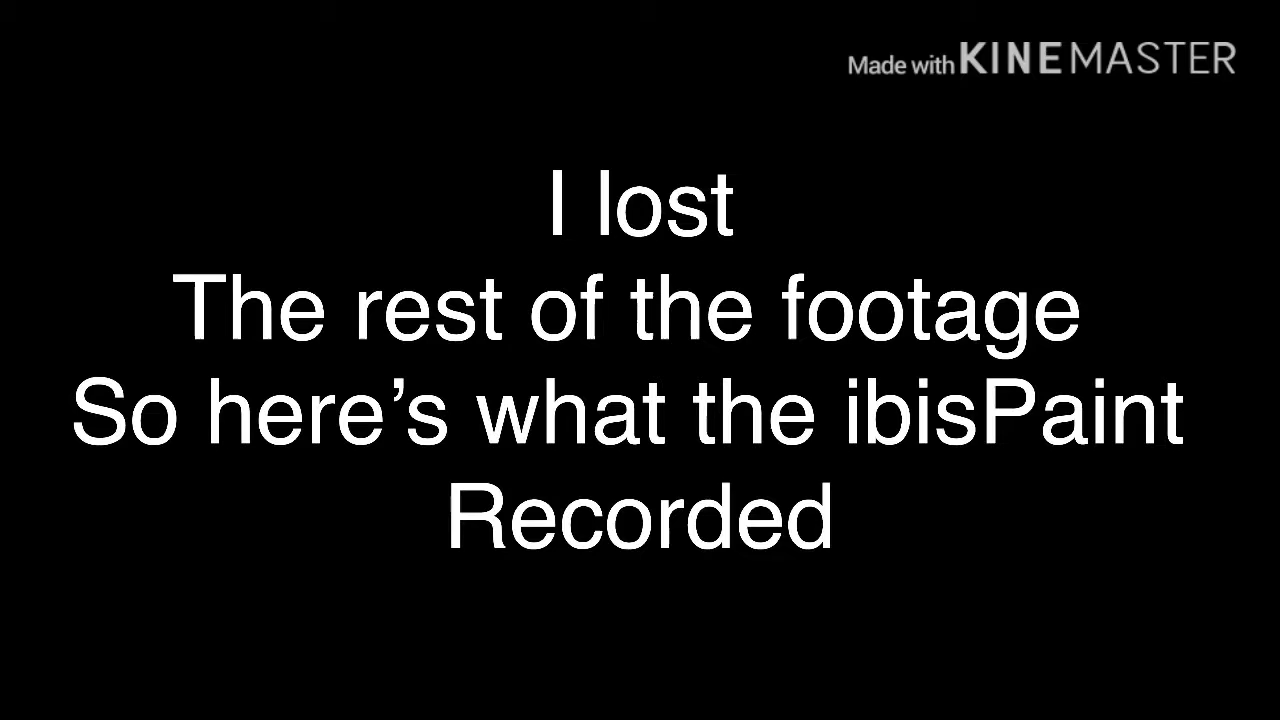 Made with KINEMASTER
I lost
The rest of the footage
So here’s what the ibisPaint
Recorded